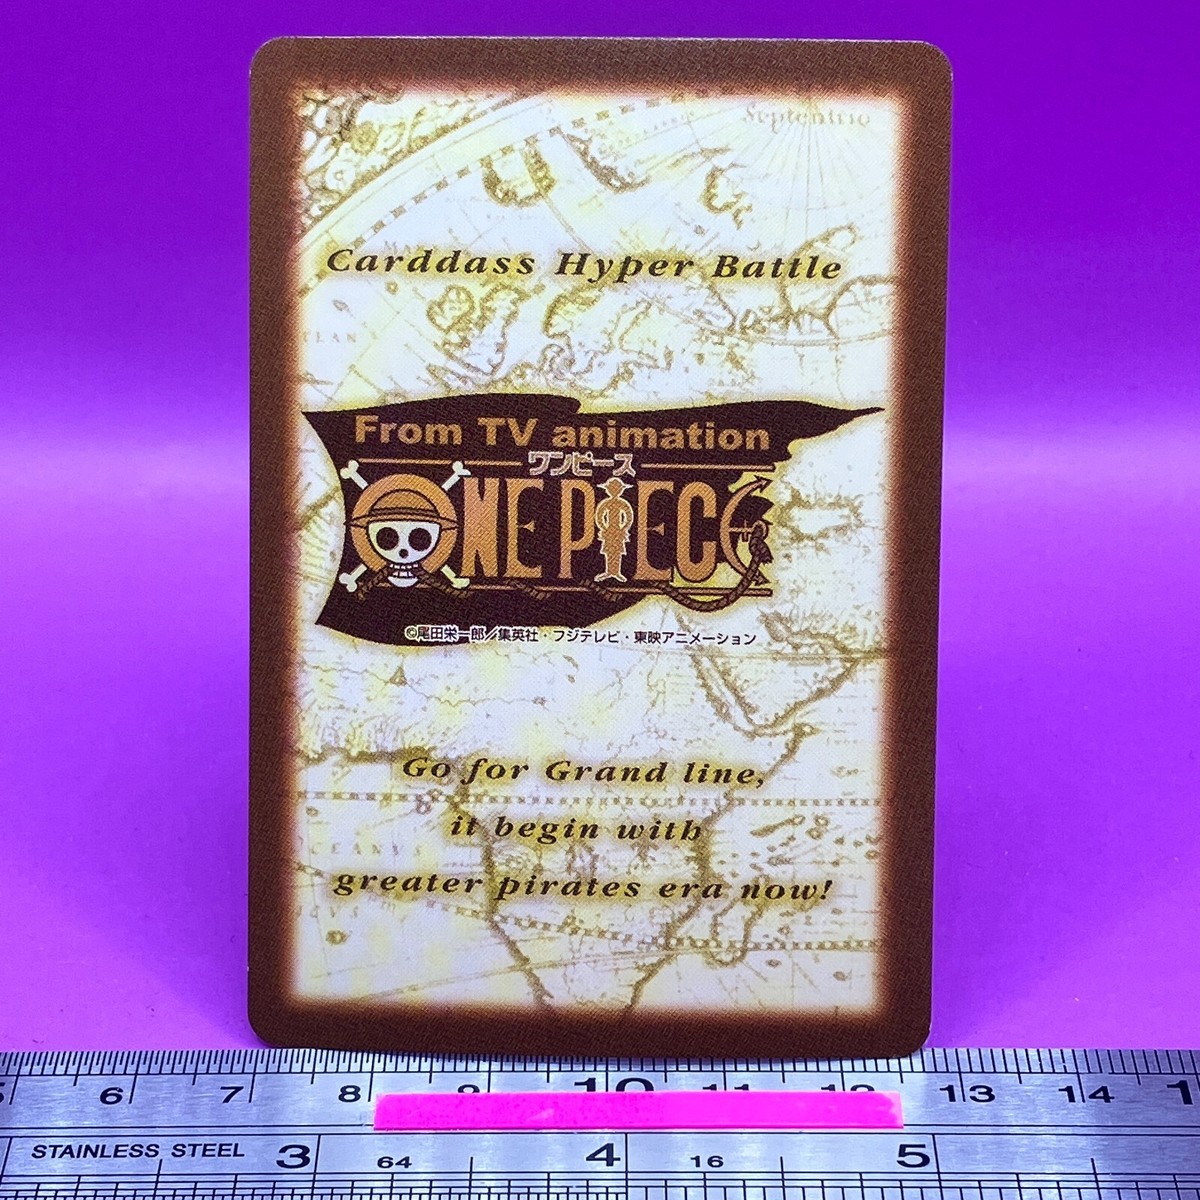 Septentrio
Carddass Hyper Battle
From TV animation
ワンピース
ONE PIECE
©尾田栄一郎／集英社・フジテレビ・東映アニメーション
Go for Grand line,
it begin with
greater pirates era now!
6 7 8 9 10 11 12 13 14
STAINLESS STEEL 3 64 4 16 5